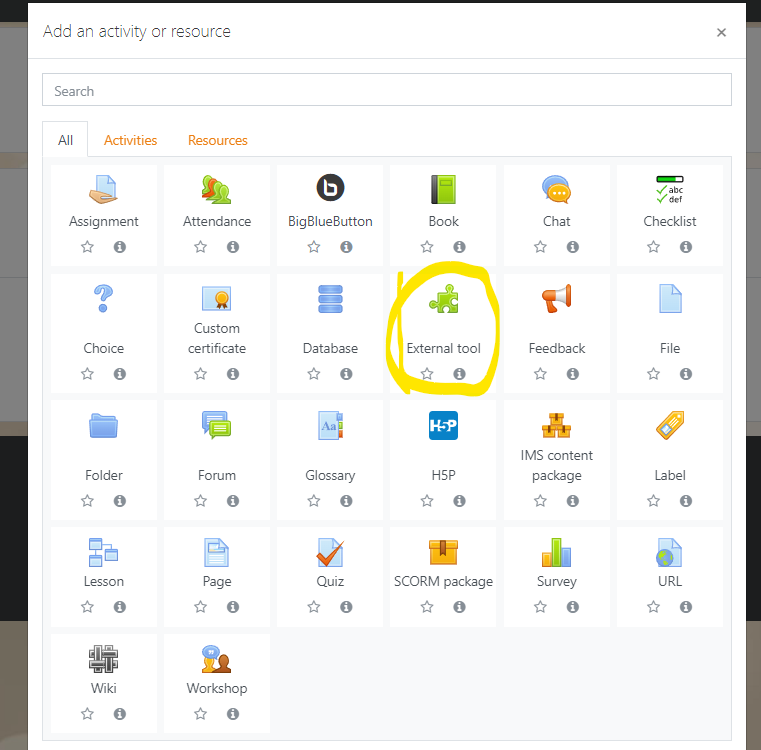 Add an activity or resource
×
Search
All Activities Resources
Assignment Attendance BigBlueButton Book Chat Checklist
abc
def
Choice Custom certificate Database External tool Feedback File
Folder Forum Glossary H5P IMS content package Label
Aa
H5P
Lesson Page Quiz SCORM package Survey URL
Wiki Workshop